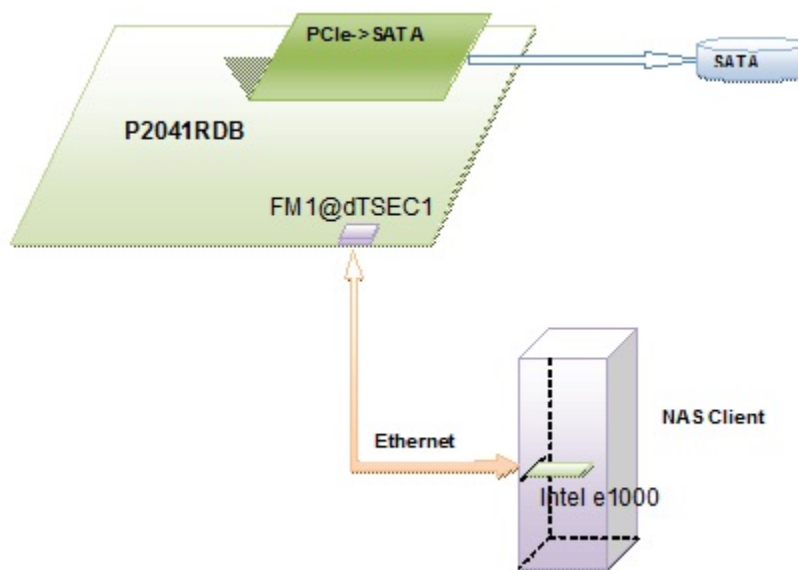 PCIe->SATA
SATA
P2041RDB
FM1@dTSEC1
NAS Client
Ethernet
Intel e1000